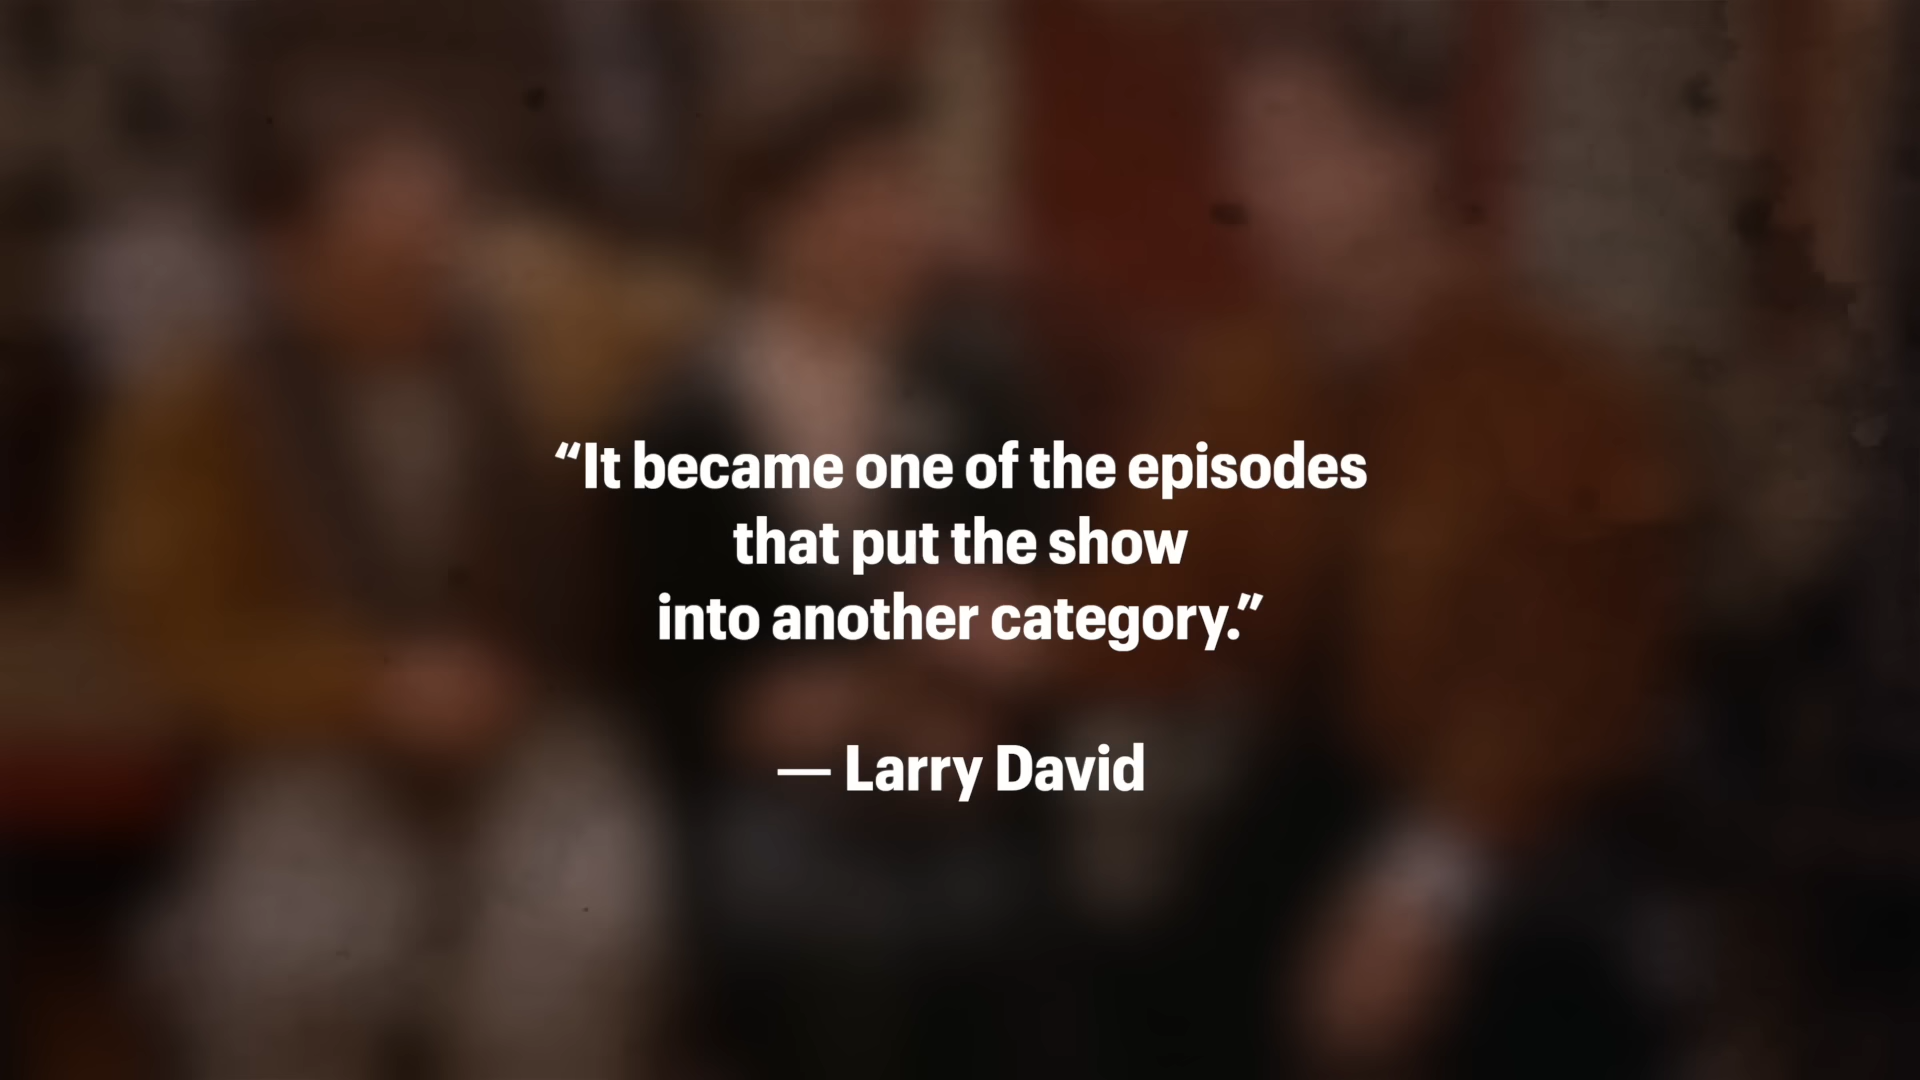 “It became one of the episodes
that put the show
into another category.”
— Larry David